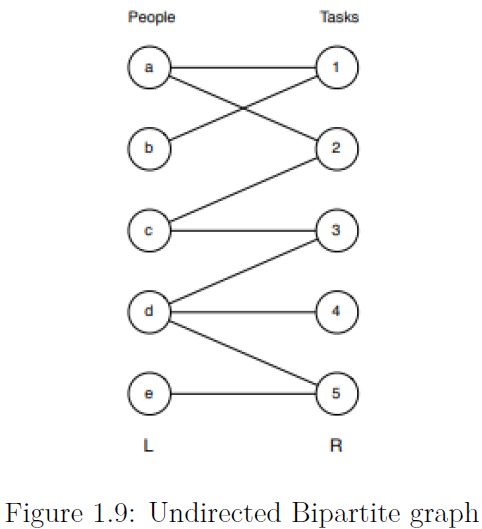 People Tasks
a 1
b 2
c 3
d 4
e 5
L R
Figure 1.9: Undirected Bipartite graph